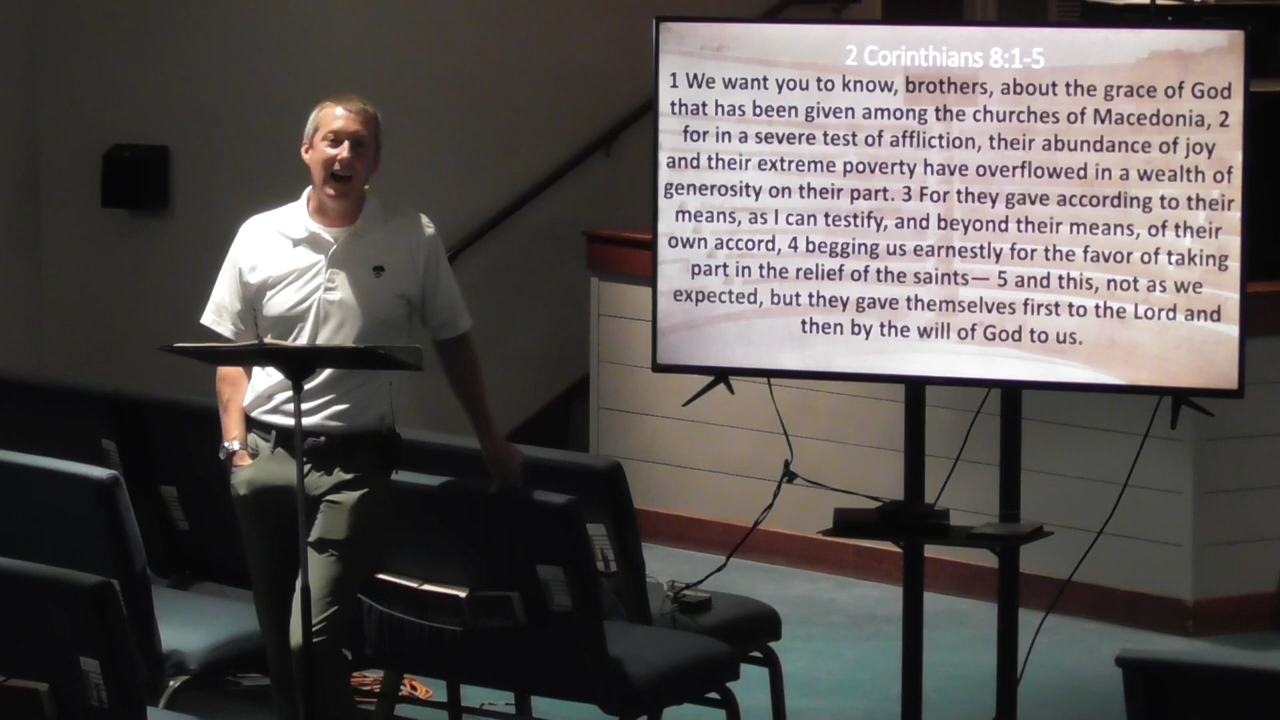 2 Corinthians 8:1-5
1 We want you to know, brothers, about the grace of God
that has been given among the churches of Macedonia, 2
for in a severe test of affliction, their abundance of joy
and their extreme poverty have overflowed in a wealth of
generosity on their part. 3 For they gave according to their
means, as I can testify, and beyond their means, of their
own accord, 4 begging us earnestly for the favor of taking
part in the relief of the saints— 5 and this, not as we
expected, but they gave themselves first to the Lord and
then by the will of God to us.